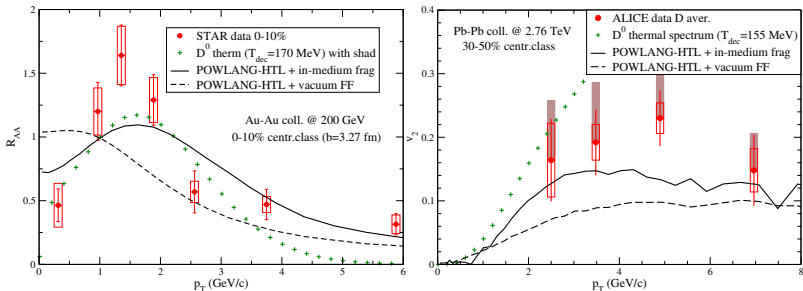 STAR data 0-10%
D⁰ therm (T_dec=170 MeV) with shad
POWLANG-HTL + in-medium frag
POWLANG-HTL + vacuum FF
Au-Au coll. @ 200 GeV
0-10% centr.class (b=3.27 fm)
R_AA
2
1.5
1
0.5
0
0
1
2
3
4
5
6
p_T (GeV/c)
Pb-Pb coll. @ 2.76 TeV
30-50% centr.class
ALICE data D aver.
D⁰ thermal spectrum (T_dec=155 MeV)
POWLANG-HTL + in-medium frag
POWLANG-HTL + vacuum FF
v_2
0.4
0.3
0.2
0.1
0
0
2
4
6
8
p_T (GeV/c)